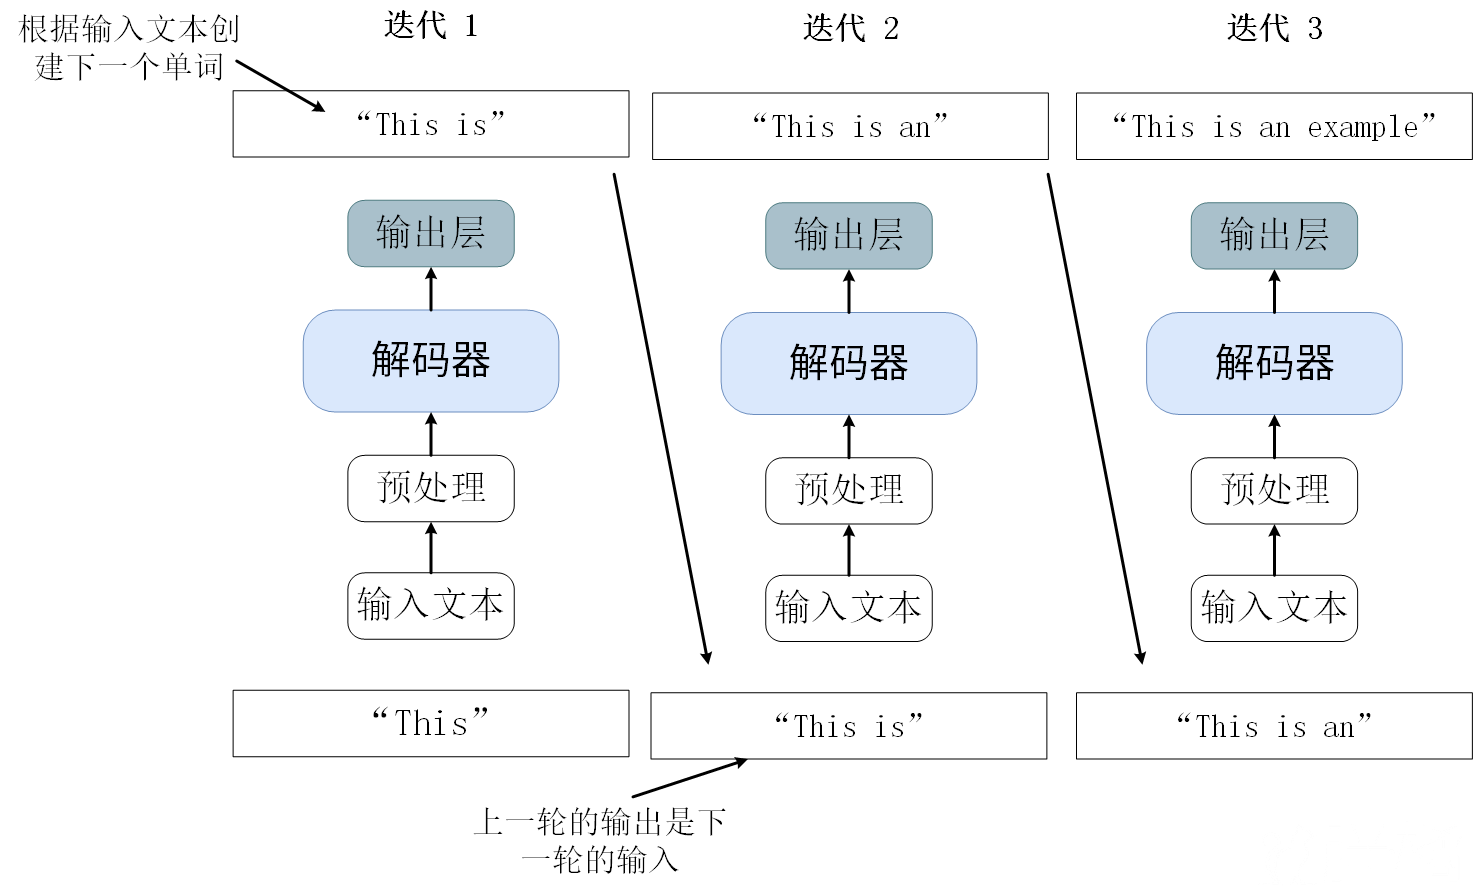 根据输入文本创
建下一个单词
迭代 1
迭代 2
迭代 3
“This is”
“This is an”
“This is an example”
输出层
输出层
输出层
解码器
解码器
解码器
预处理
预处理
预处理
输入文本
输入文本
输入文本
“This”
“This is”
“This is an”
上一轮的输出是下
一轮的输入